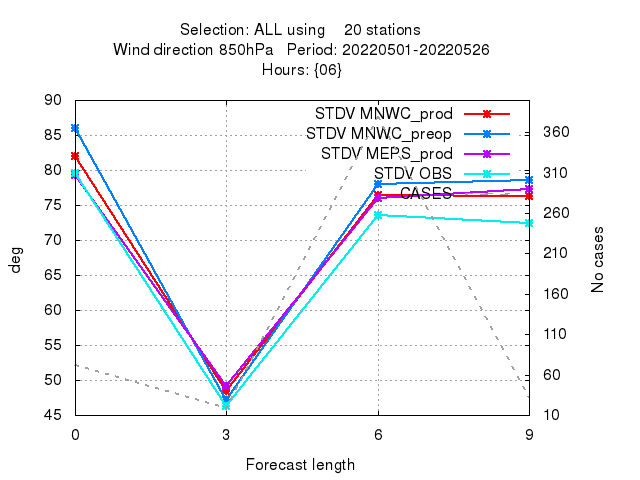 Selection: ALL using    20 stations
Wind direction 850hPa   Period: 20220501-20220526
Hours: {06}
STDV MNWC_prod
STDV MNWC_preop
STDV MEPS_prod
STDV OBS
CASES
90
85
80
75
70
65
60
55
50
45
deg
360
310
260
210
160
110
60
10
No cases
0 3 6 9
Forecast length